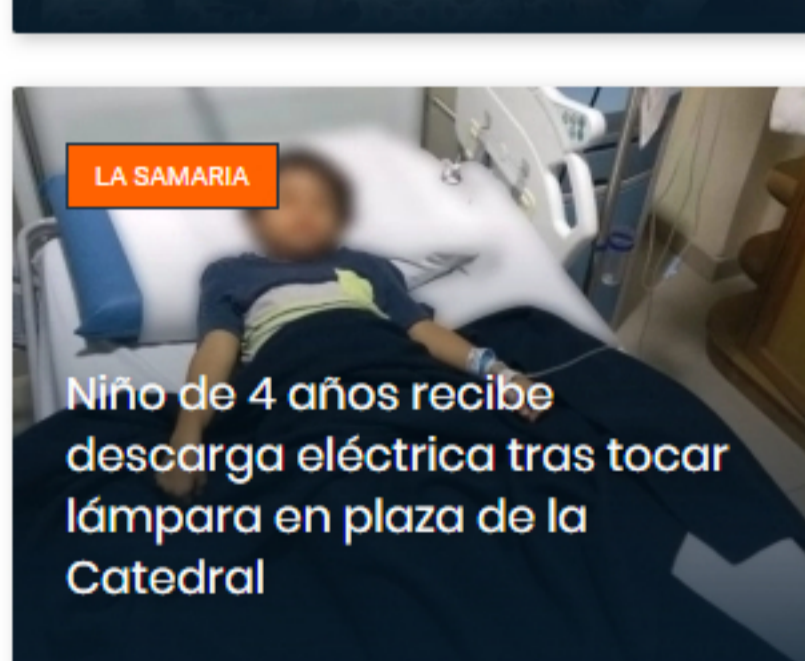 LA SAMARIA
Niño de 4 años recibe
descarga eléctrica tras tocar
lámpara en plaza de la
Catedral